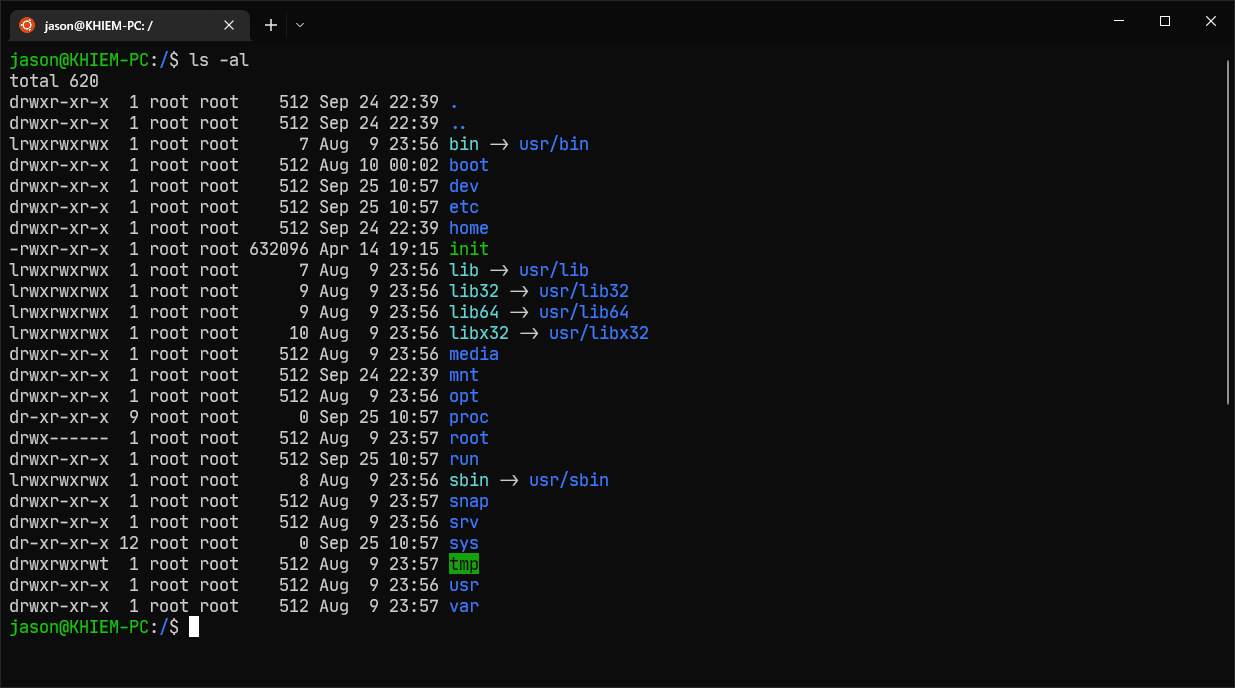 jason@KHIEM-PC: /
jason@KHIEM-PC:/$ ls -al
total 620
drwxr-xr-x  1 root root    512 Sep 24 22:39 .
drwxr-xr-x  1 root root    512 Sep 24 22:39 ..
lrwxrwxrwx  1 root root      7 Aug  9 23:56 bin -> usr/bin
drwxr-xr-x  1 root root    512 Aug 10 00:02 boot
drwxr-xr-x  1 root root    512 Sep 25 10:57 dev
drwxr-xr-x  1 root root    512 Sep 25 10:57 etc
drwxr-xr-x  1 root root    512 Sep 24 22:39 home
-rwxr-xr-x  1 root root 632096 Apr 14 19:15 init
lrwxrwxrwx  1 root root      7 Aug  9 23:56 lib -> usr/lib
lrwxrwxrwx  1 root root      9 Aug  9 23:56 lib32 -> usr/lib32
lrwxrwxrwx  1 root root      9 Aug  9 23:56 lib64 -> usr/lib64
lrwxrwxrwx  1 root root     10 Aug  9 23:56 libx32 -> usr/libx32
drwxr-xr-x  1 root root    512 Aug  9 23:56 media
drwxr-xr-x  1 root root    512 Sep 24 22:39 mnt
drwxr-xr-x  1 root root    512 Aug  9 23:56 opt
dr-xr-xr-x  9 root root      0 Sep 25 10:57 proc
drwx------  1 root root    512 Aug  9 23:57 root
drwxr-xr-x  1 root root    512 Sep 25 10:57 run
lrwxrwxrwx  1 root root      8 Aug  9 23:56 sbin -> usr/sbin
drwxr-xr-x  1 root root    512 Aug  9 23:57 snap
drwxr-xr-x  1 root root    512 Aug  9 23:56 srv
dr-xr-xr-x 12 root root      0 Sep 25 10:57 sys
drwxrwxrwt  1 root root    512 Aug  9 23:57 tmp
drwxr-xr-x  1 root root    512 Aug  9 23:56 usr
drwxr-xr-x  1 root root    512 Aug  9 23:57 var
jason@KHIEM-PC:/$